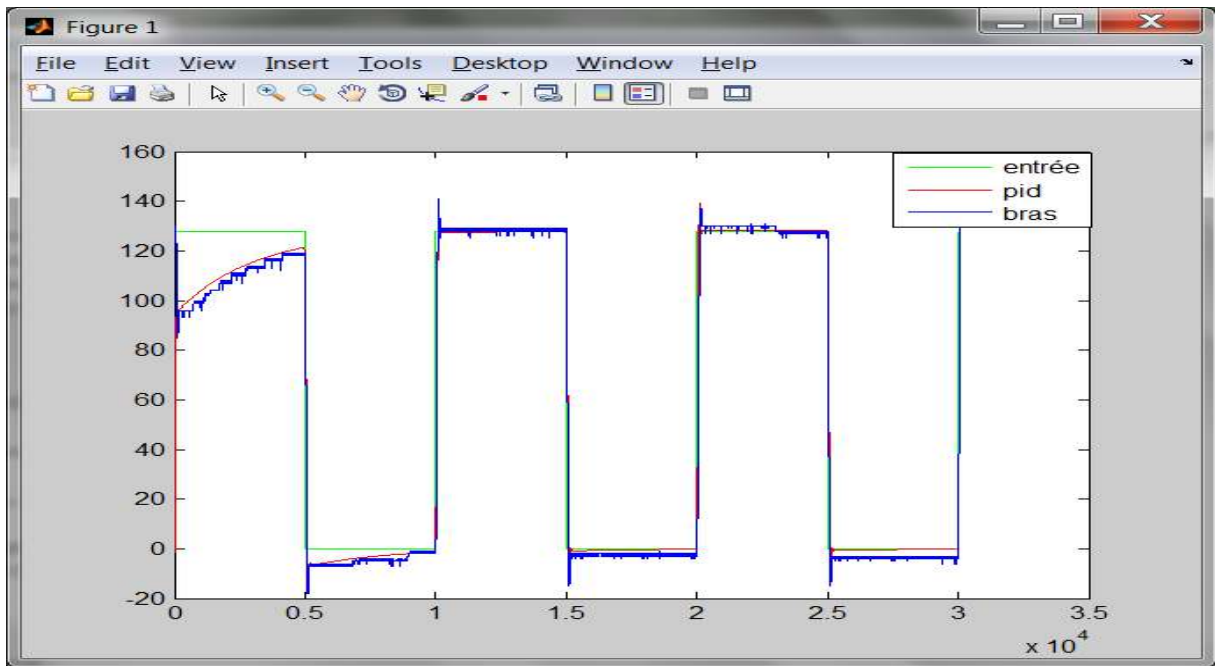 Figure 1
File Edit View Insert Tools Desktop Window Help
160
140
120
100
80
60
40
20
0
-20
0 0.5 1 1.5 2 2.5 3 3.5
x 10^4
entrée
pid
bras